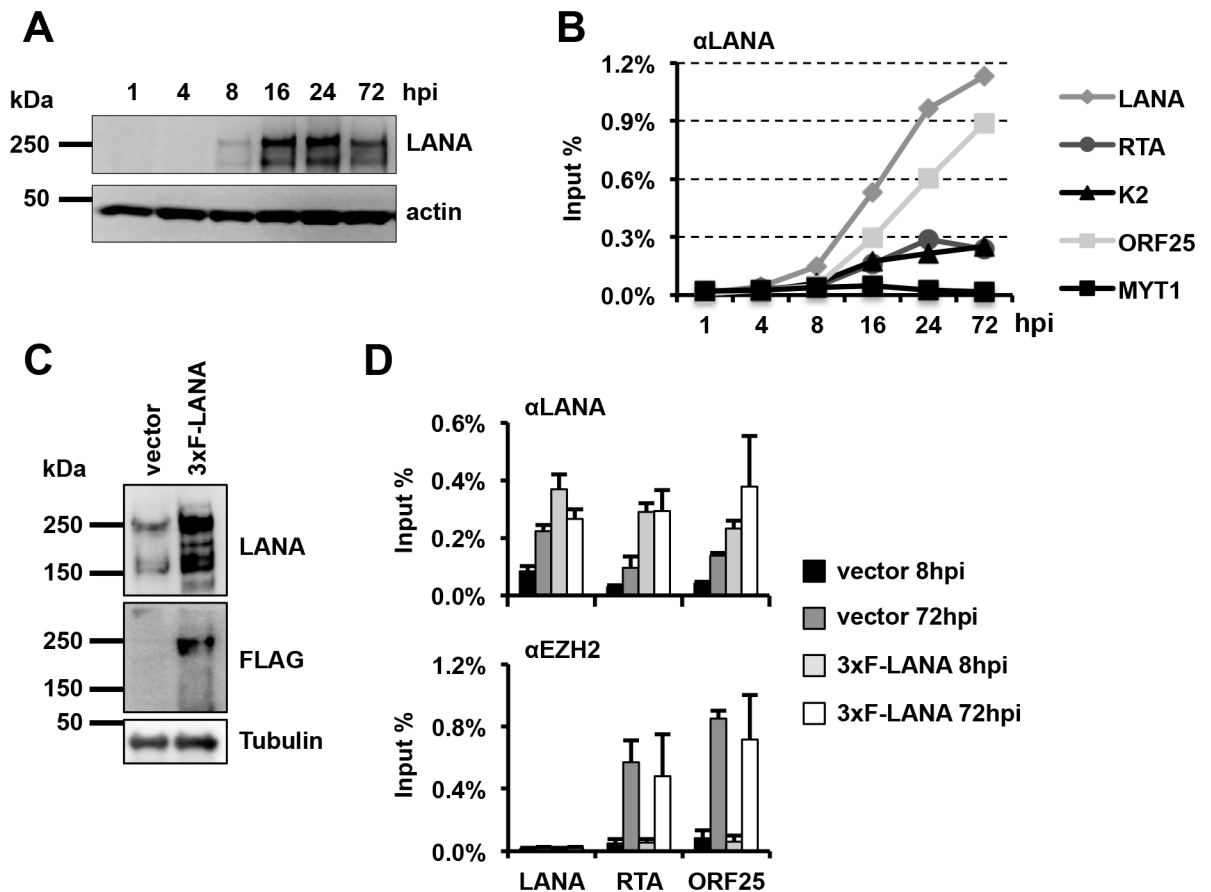 A
kDa
1 4 8 16 24 72 hpi
250
LANA
50
actin
B
αLANA
1.2%
0.9%
0.6%
0.3%
0.0%
Input %
1 4 8 16 24 72 hpi
LANA
RTA
K2
ORF25
MYT1
C
vector
3xF-LANA
kDa
250
150
LANA
250
150
FLAG
50
Tubulin
D
αLANA
0.6%
0.4%
0.2%
0.0%
Input %
αEZH2
1.2%
0.8%
0.4%
0.0%
Input %
LANA RTA ORF25
vector 8hpi
vector 72hpi
3xF-LANA 8hpi
3xF-LANA 72hpi